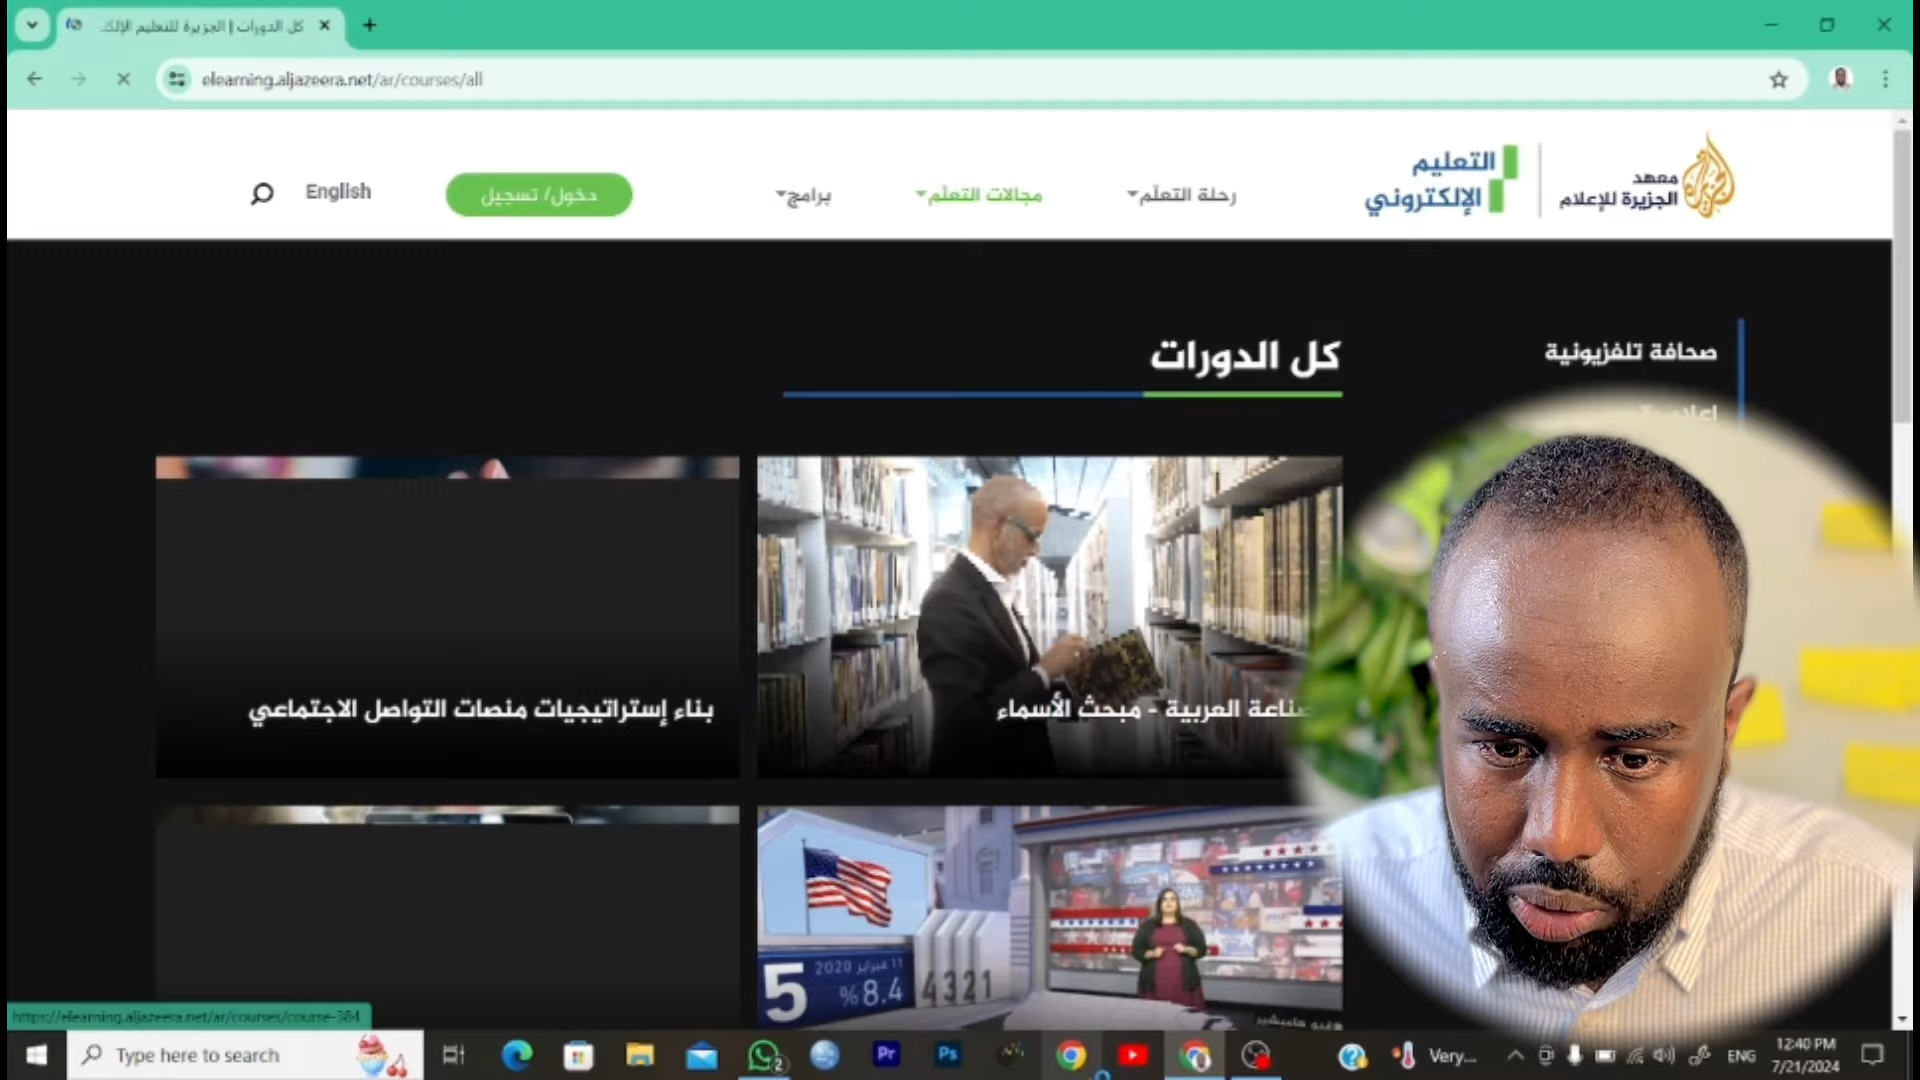 كل الدورات | الجزيرة للتعليم الإلك
elearning.aljazeera.net/ar/courses/all
معهد
الجزيرة للإعلام
التعليم
الإلكتروني
رحلة التعلّم
مجالات التعلّم
برامج
دخول/ تسجيل
English
كل الدورات
صحافة تلفزيونية
صناعة العربية - مبحث الأسماء
بناء إستراتيجيات منصات التواصل الاجتماعي
11 فبراير 2020
5
%8.4
4321
https://elearning.aljazeera.net/ar/courses/course-384
Type here to search
2
Pr
Ps
Very...
ENG
12:40 PM
7/21/2024